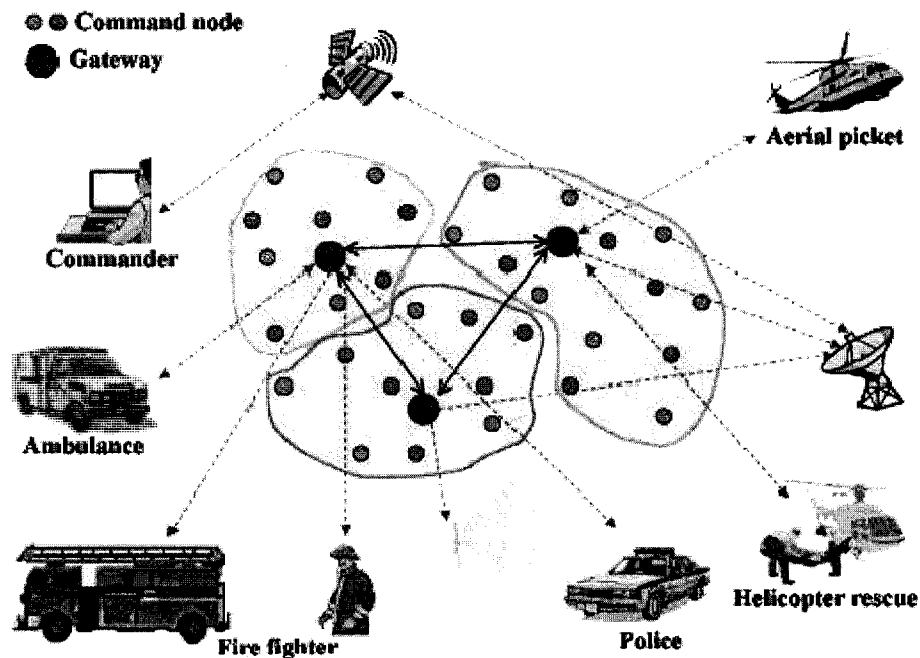 Command node
Gateway
Aerial picket
Commander
Ambulance
Helicopter rescue
Fire fighter
Police